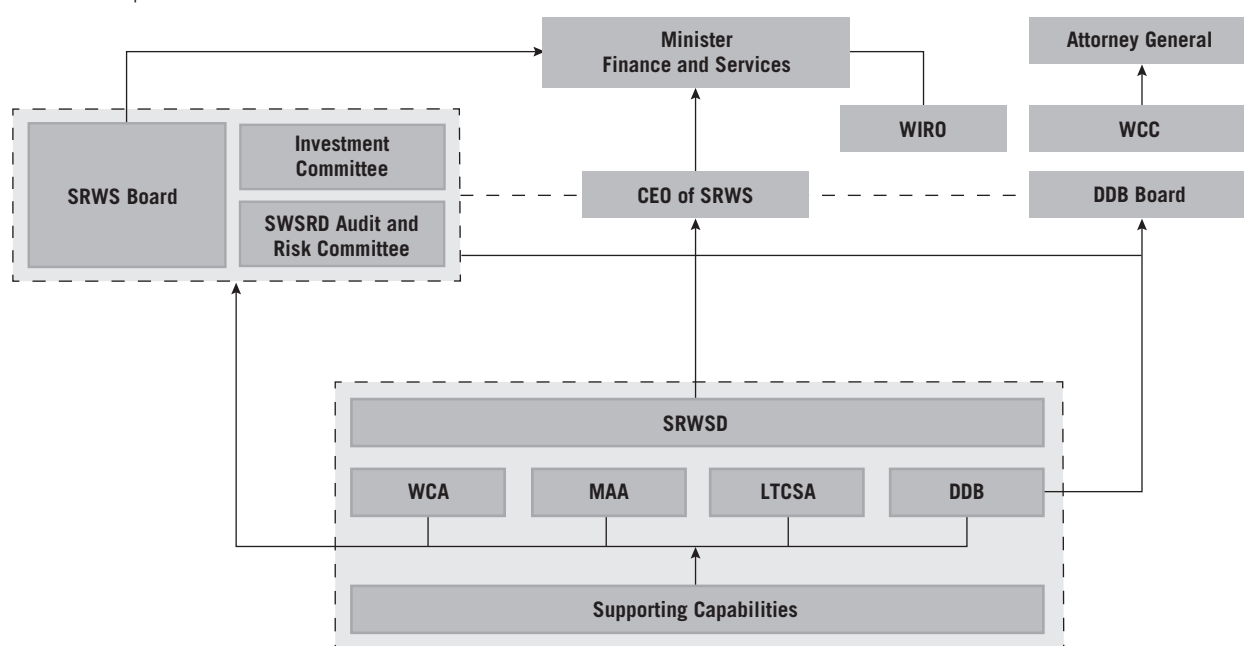 Minister
Finance and Services
Attorney General
WIRO
WCC
SRWS Board
Investment
Committee
SWSRD Audit and
Risk Committee
CEO of SRWS
DDB Board
SRWSD
WCA
MAA
LTCSA
DDB
Supporting Capabilities